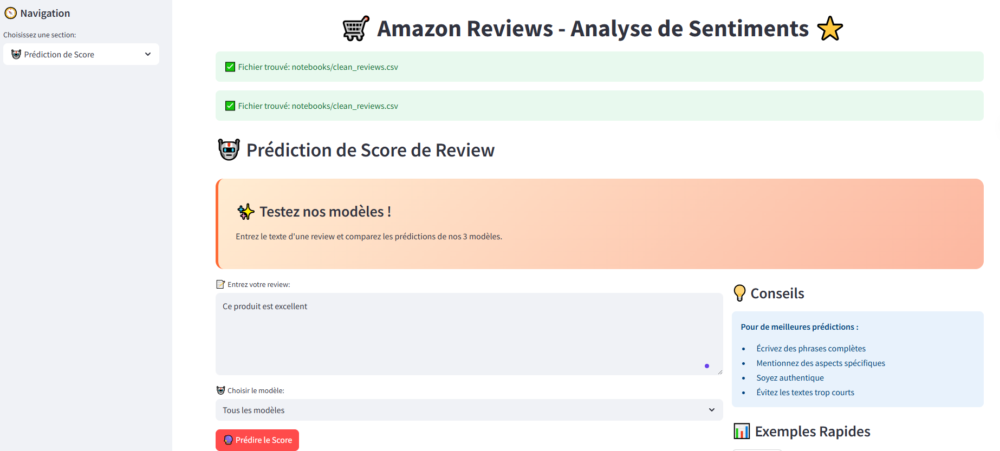 Navigation
Choisissez une section:
Prédiction de Score
Amazon Reviews - Analyse de Sentiments
Fichier trouvé: notebooks/clean_reviews.csv
Fichier trouvé: notebooks/clean_reviews.csv
Prédiction de Score de Review
Testez nos modèles !
Entrez le texte d'une review et comparez les prédictions de nos 3 modèles.
Entrez votre review:
Ce produit est excellent
Choisir le modèle:
Tous les modèles
Prédire le Score
Conseils
Pour de meilleures prédictions :
• Écrivez des phrases complètes
• Mentionnez des aspects spécifiques
• Soyez authentique
• Évitez les textes trop courts
Exemples Rapides